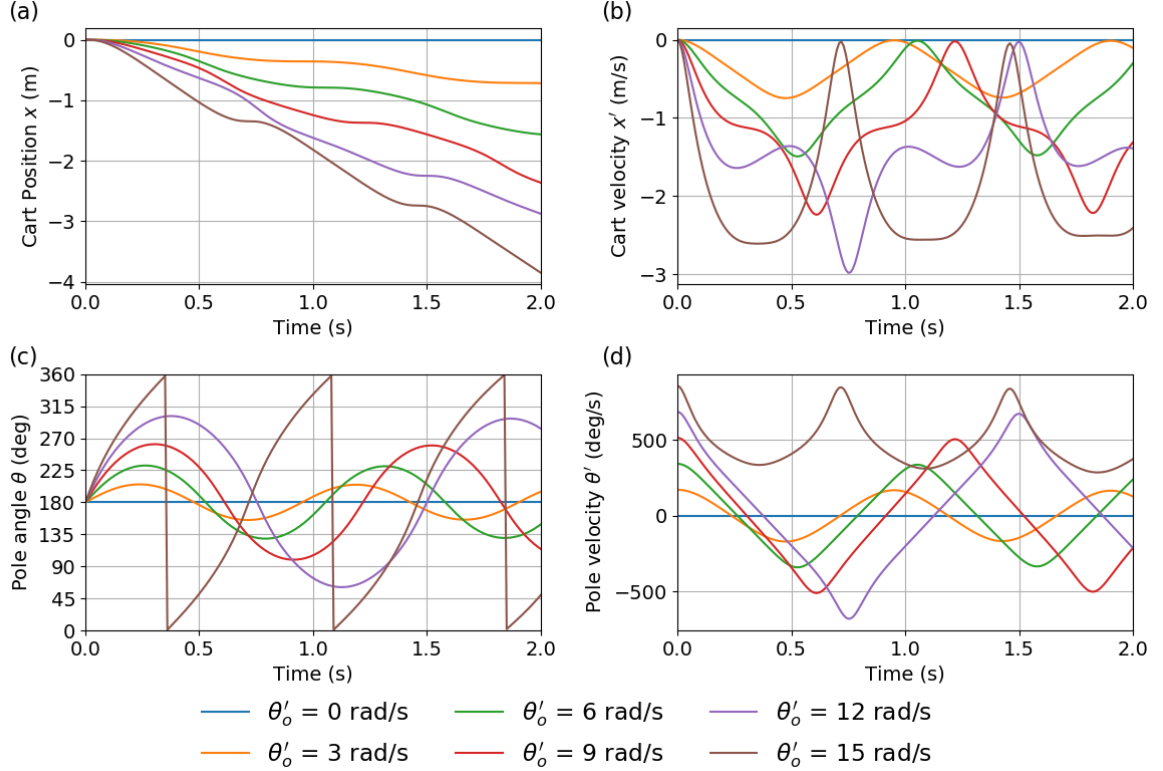 (a)
Cart Position x (m)
0
−1
−2
−3
−4
0.0 0.5 1.0 1.5 2.0
Time (s)
(b)
Cart velocity x′ (m/s)
0
−1
−2
−3
0.0 0.5 1.0 1.5 2.0
Time (s)
(c)
Pole angle θ (deg)
360
315
270
225
180
135
90
45
0
0.0 0.5 1.0 1.5 2.0
Time (s)
(d)
Pole velocity θ′ (deg/s)
500
0
−500
0.0 0.5 1.0 1.5 2.0
Time (s)
θ′ₒ = 0 rad/s
θ′ₒ = 3 rad/s
θ′ₒ = 6 rad/s
θ′ₒ = 9 rad/s
θ′ₒ = 12 rad/s
θ′ₒ = 15 rad/s